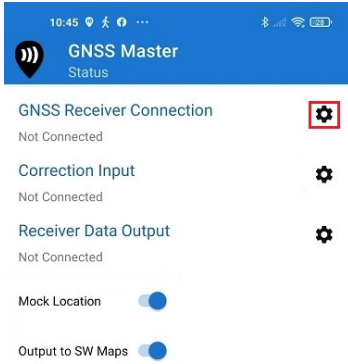 10:45
GNSS Master
Status
GNSS Receiver Connection
Not Connected
Correction Input
Not Connected
Receiver Data Output
Not Connected
Mock Location
Output to SW Maps